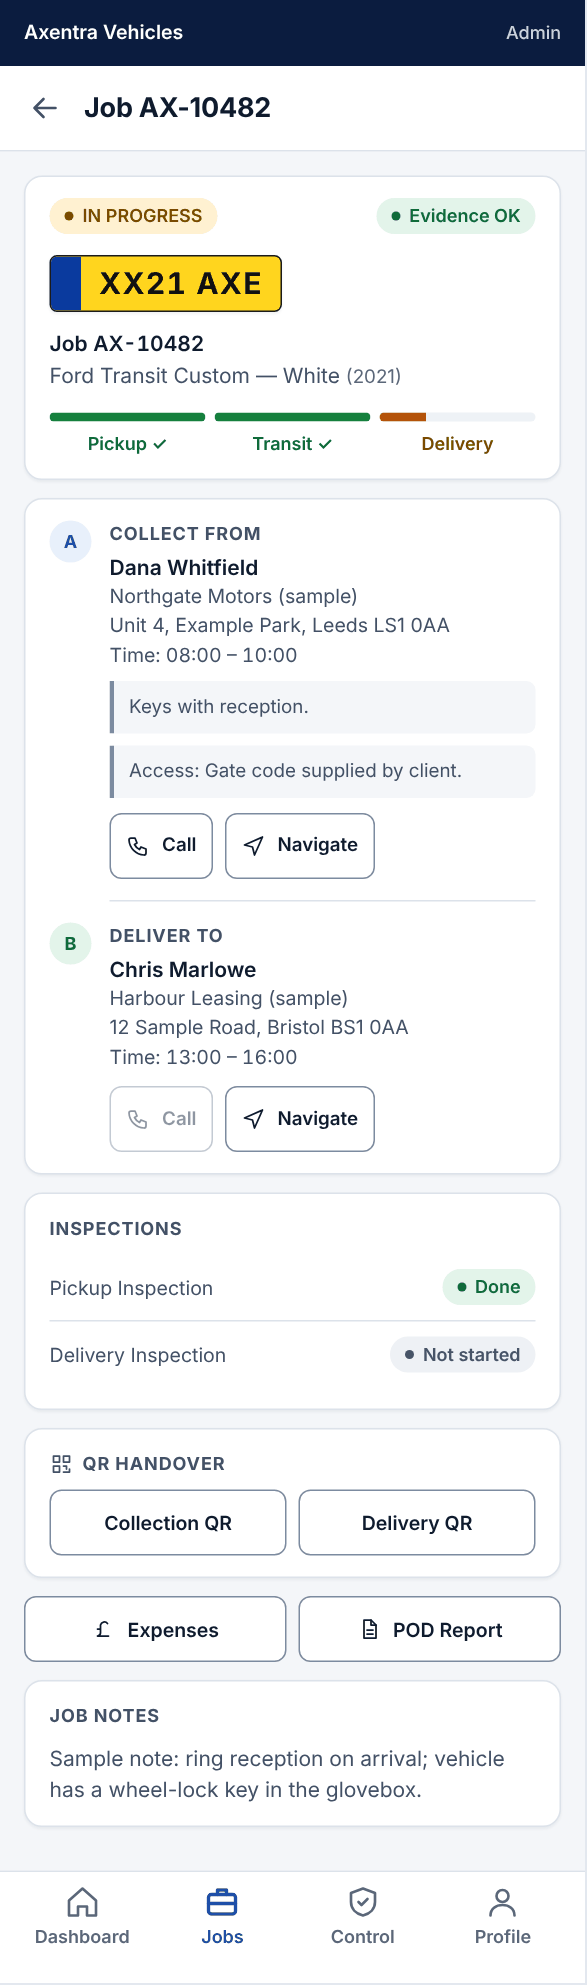 Axentra Vehicles
Admin
Job AX-10482
IN PROGRESS
Evidence OK
XX21 AXE
Job AX-10482
Ford Transit Custom — White (2021)
Pickup ✓
Transit ✓
Delivery
A
COLLECT FROM
Dana Whitfield
Northgate Motors (sample)
Unit 4, Example Park, Leeds LS1 0AA
Time: 08:00 – 10:00
Keys with reception.
Access: Gate code supplied by client.
Call
Navigate
B
DELIVER TO
Chris Marlowe
Harbour Leasing (sample)
12 Sample Road, Bristol BS1 0AA
Time: 13:00 – 16:00
Call
Navigate
INSPECTIONS
Pickup Inspection
Done
Delivery Inspection
Not started
QR HANDOVER
Collection QR
Delivery QR
£ Expenses
POD Report
JOB NOTES
Sample note: ring reception on arrival; vehicle
has a wheel-lock key in the glovebox.
Dashboard
Jobs
Control
Profile